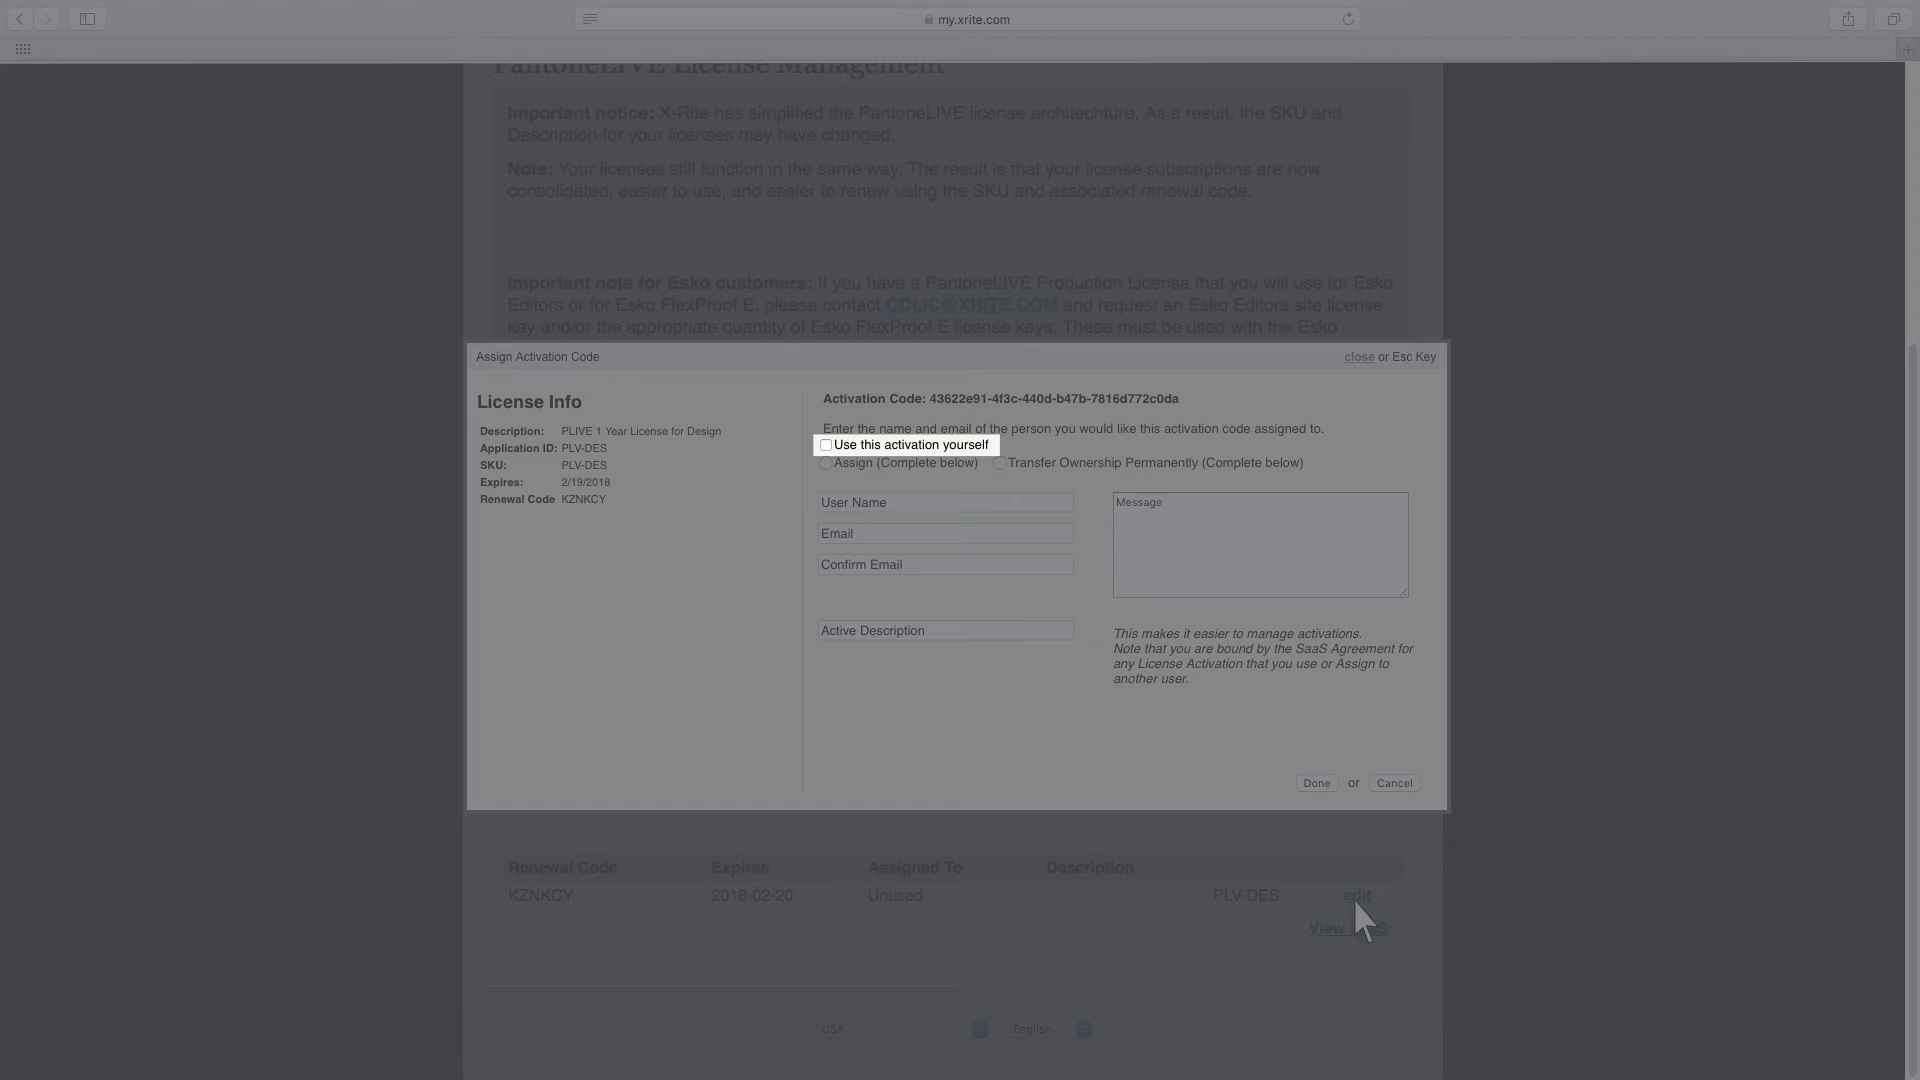 my.xrite.com
PantoneLIVE License Management
Important notice: X-Rite has simplified the PantoneLIVE license architechture. As a result, the SKU and
Description for your licenses may have changed.
Note: Your licenses still function in the same way. The result is that your license subscriptions are now
consolidated, easier to use, and easier to renew using the SKU and associated renewal code.
Important note for Esko customers: If you have a PantoneLIVE Production License that you will use for Esko
Editors or for Esko FlexProof E, please contact CCLIC@XRITE.COM and request an Esko Editors site license
key and/or the appropriate quantity of Esko FlexProof E license keys. These must be used with the Esko
Assign Activation Code
close or Esc Key
License Info
Description: PLIVE 1 Year License for Design
Application ID: PLV-DES
SKU: PLV-DES
Expires: 2/19/2018
Renewal Code KZNKCY
Activation Code: 43622e91-4f3c-440d-b47b-7816d772c0da
Enter the name and email of the person you would like this activation code assigned to.
Use this activation yourself
Assign (Complete below) Transfer Ownership Permanently (Complete below)
User Name
Email
Confirm Email
Active Description
Message
This makes it easier to manage activations.
Note that you are bound by the SaaS Agreement for
any License Activation that you use or Assign to
another user.
Done or Cancel
Renewal Code Expires Assigned To Description
KZNKCY 2018-02-20 Unused PLV-DES edit
View
USA English